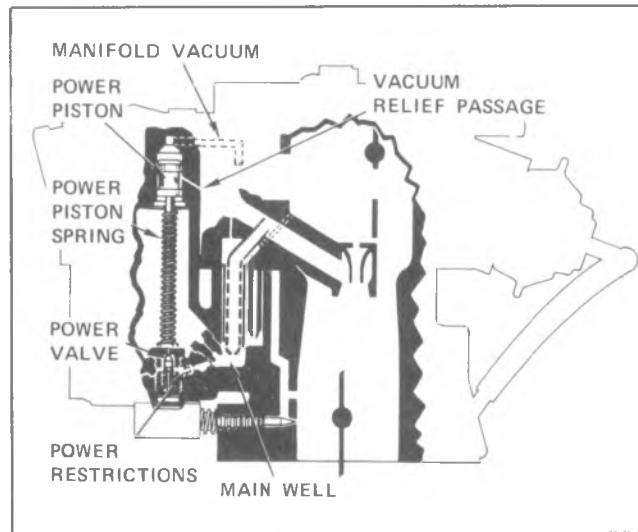 MANIFOLD VACUUM
POWER
PISTON
VACUUM
RELIEF PASSAGE
POWER
PISTON
SPRING
POWER
VALVE
POWER
RESTRICTIONS
MAIN WELL